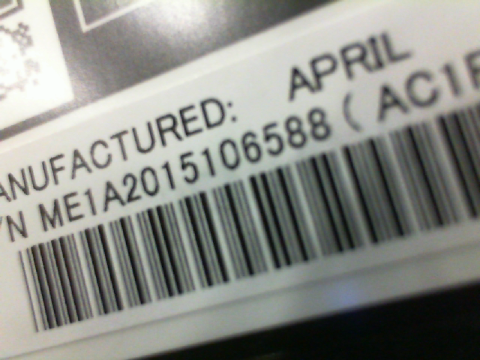 ANUFACTURED: APRIL
/N ME1A2015106588 ( AC1